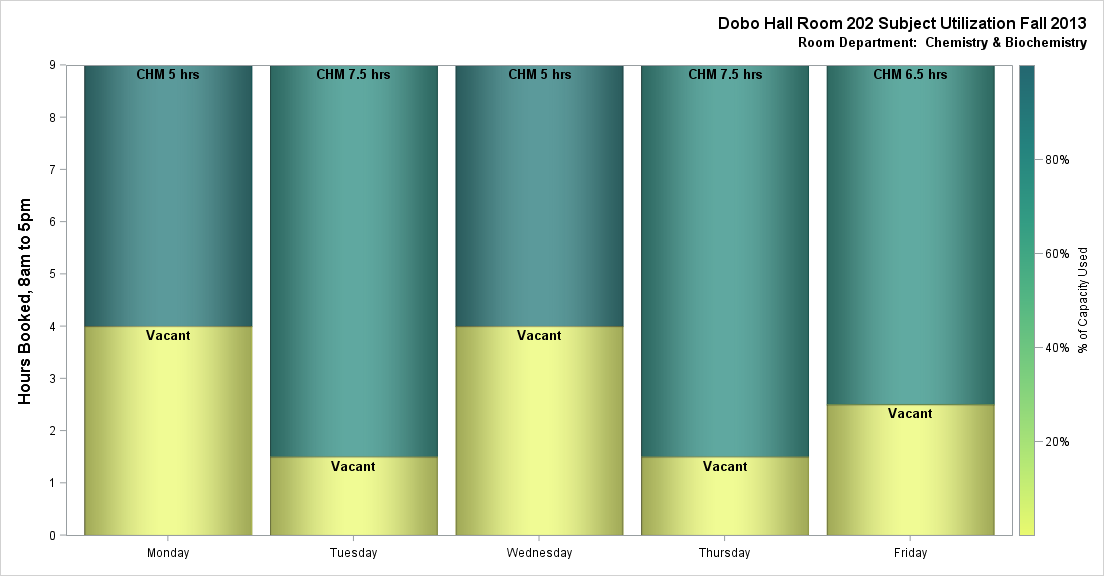 Dobo Hall Room 202 Subject Utilization Fall 2013
Room Department:  Chemistry & Biochemistry
Hours Booked, 8am to 5pm
9
8
7
6
5
4
3
2
1
0
CHM 5 hrs
CHM 7.5 hrs
CHM 5 hrs
CHM 7.5 hrs
CHM 6.5 hrs
Vacant
Vacant
Vacant
Vacant
Vacant
Monday
Tuesday
Wednesday
Thursday
Friday
80%
60%
40%
20%
% of Capacity Used